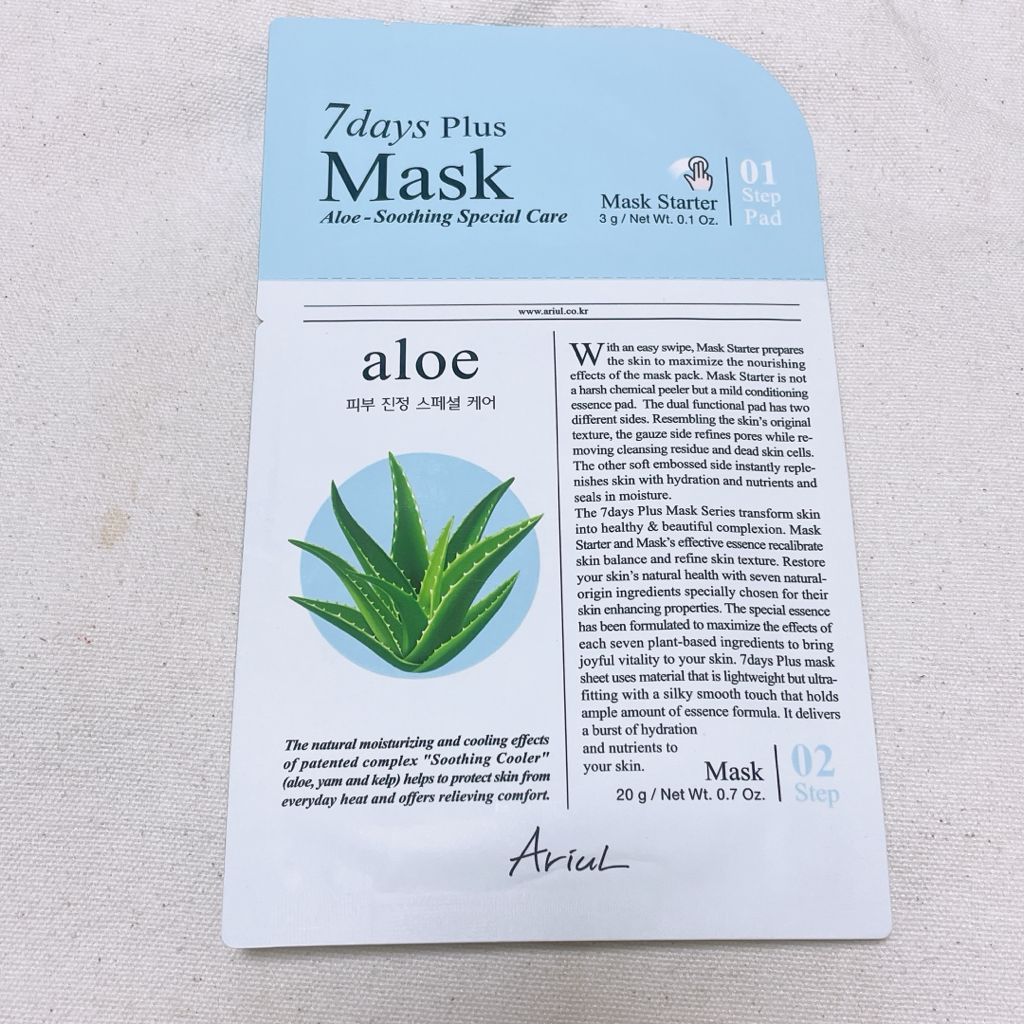 7days Plus
Mask
Aloe - Soothing Special Care
Mask Starter
3 g / Net Wt. 0.1 Oz.
01
Step
Pad
www.ariul.co.kr
aloe
피부 진정 스페셜 케어
The natural moisturizing and cooling effects
of patented complex "Soothing Cooler"
(aloe, yam and kelp) helps to protect skin from
everyday heat and offers relieving comfort.
With an easy swipe, Mask Starter prepares
the skin to maximize the nourishing
effects of the mask pack. Mask Starter is not
a harsh chemical peeler but a mild conditioning
essence pad. The dual functional pad has two
different sides. Resembling the skin's original
texture, the gauze side refines pores while re-
moving cleansing residue and dead skin cells.
The other soft embossed side instantly reple-
nishes skin with hydration and nutrients and
seals in moisture.
The 7days Plus Mask Series transform skin
into healthy & beautiful complexion. Mask
Starter and Mask's effective essence recalibrate
skin balance and refine skin texture. Restore
your skin's natural health with seven natural-
origin ingredients specially chosen for their
skin enhancing properties. The special essence
has been formulated to maximize the effects of
each seven plant-based ingredients to bring
joyful vitality to your skin. 7days Plus mask
sheet uses material that is lightweight but ultra-
fitting with a silky smooth touch that holds
ample amount of essence formula. It delivers
a burst of hydration
and nutrients to
your skin.
Mask
20 g / Net Wt. 0.7 Oz.
02
Step
Ariul